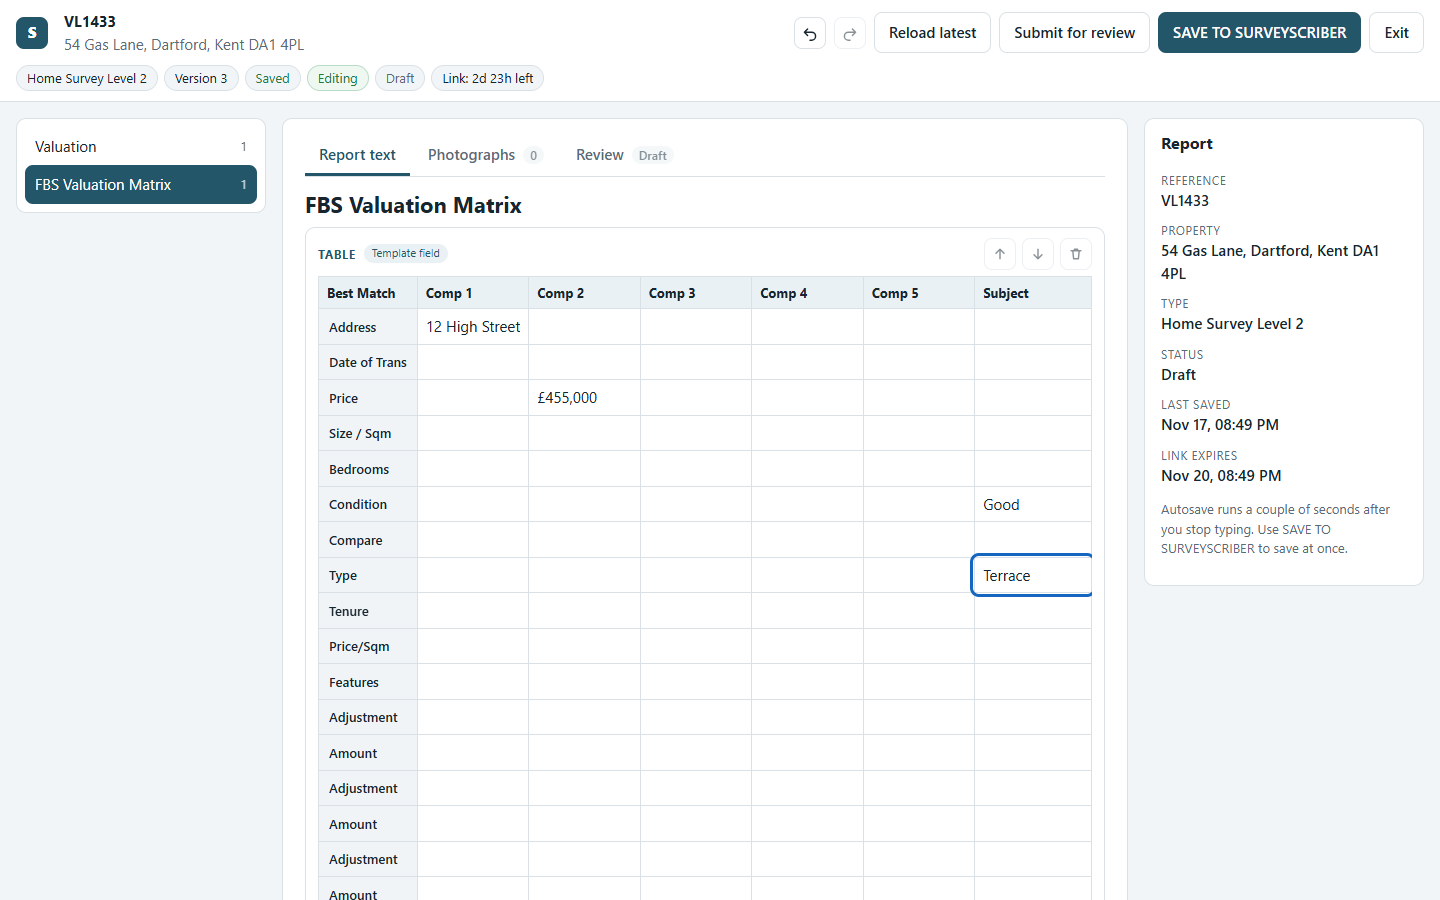 S
VL1433
54 Gas Lane, Dartford, Kent DA1 4PL
Reload latest
Submit for review
SAVE TO SURVEYSCRIBER
Exit
Home Survey Level 2
Version 3
Saved
Editing
Draft
Link: 2d 23h left
Valuation 1
FBS Valuation Matrix 1
Report text
Photographs 0
Review Draft
FBS Valuation Matrix
TABLE Template field
Best Match Comp 1 Comp 2 Comp 3 Comp 4 Comp 5 Subject
Address 12 High Street
Date of Trans
Price £455,000
Size / Sqm
Bedrooms
Condition Good
Compare
Type Terrace
Tenure
Price/Sqm
Features
Adjustment
Amount
Adjustment
Amount
Adjustment
Amount
Report
REFERENCE
VL1433
PROPERTY
54 Gas Lane, Dartford, Kent DA1
4PL
TYPE
Home Survey Level 2
STATUS
Draft
LAST SAVED
Nov 17, 08:49 PM
LINK EXPIRES
Nov 20, 08:49 PM
Autosave runs a couple of seconds after
you stop typing. Use SAVE TO
SURVEYSCRIBER to save at once.